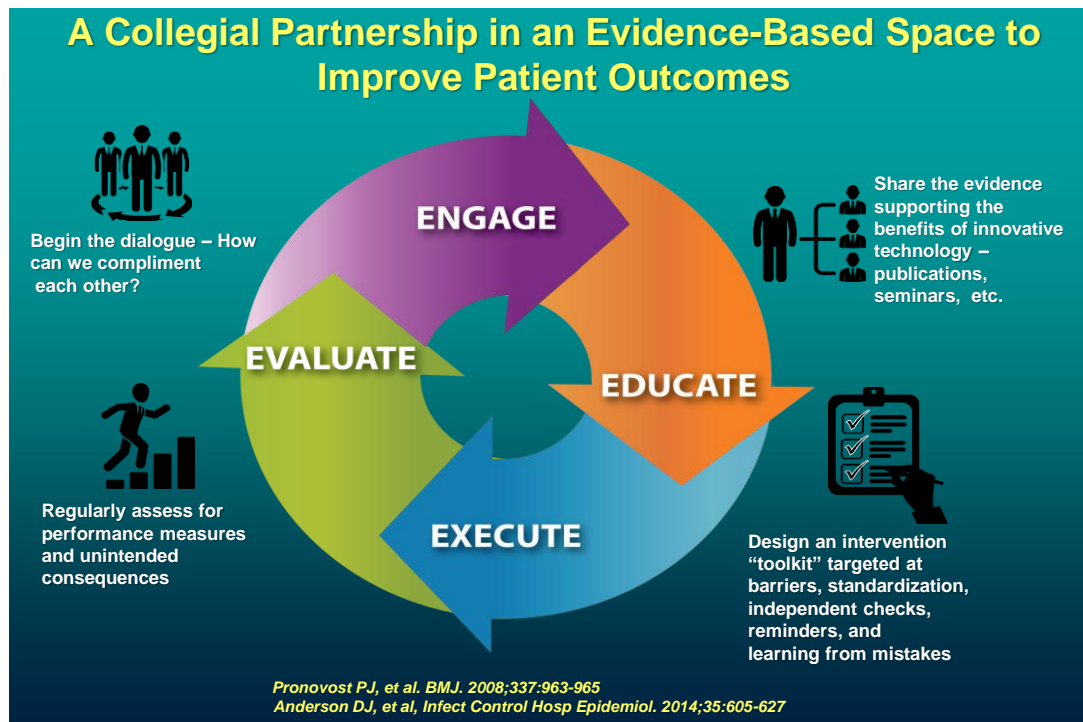 A Collegial Partnership in an Evidence-Based Space to
Improve Patient Outcomes
Begin the dialogue – How
can we compliment
each other?
ENGAGE
Share the evidence
supporting the
benefits of innovative
technology –
publications,
seminars, etc.
EVALUATE
EDUCATE
Regularly assess for
performance measures
and unintended
consequences
EXECUTE
Design an intervention
“toolkit” targeted at
barriers, standardization,
independent checks,
reminders, and
learning from mistakes
Pronovost PJ, et al. BMJ. 2008;337:963-965
Anderson DJ, et al, Infect Control Hosp Epidemiol. 2014;35:605-627